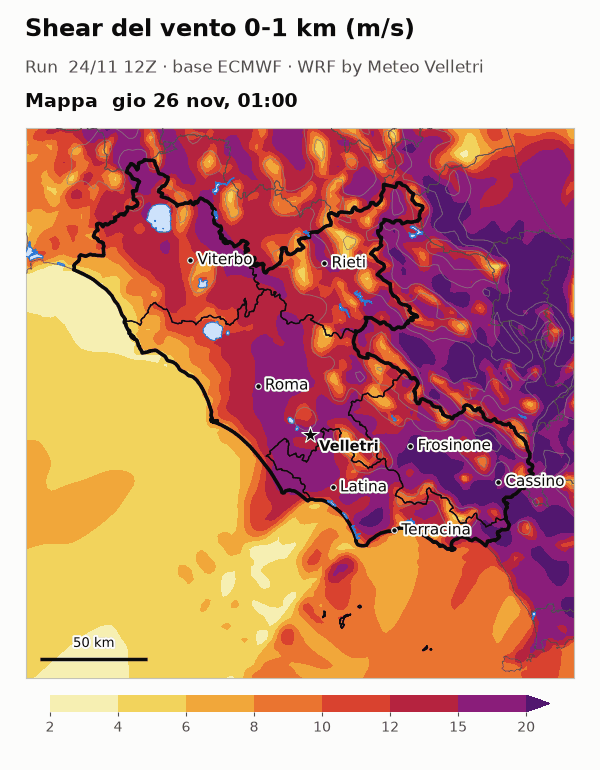 Shear del vento 0-1 km (m/s)
Run  24/11 12Z · base ECMWF · WRF by Meteo Velletri
Mappa  gio 26 nov, 01:00
Viterbo
Rieti
Roma
Velletri
Frosinone
Cassino
Latina
Terracina
50 km
2 4 6 8 10 12 15 20